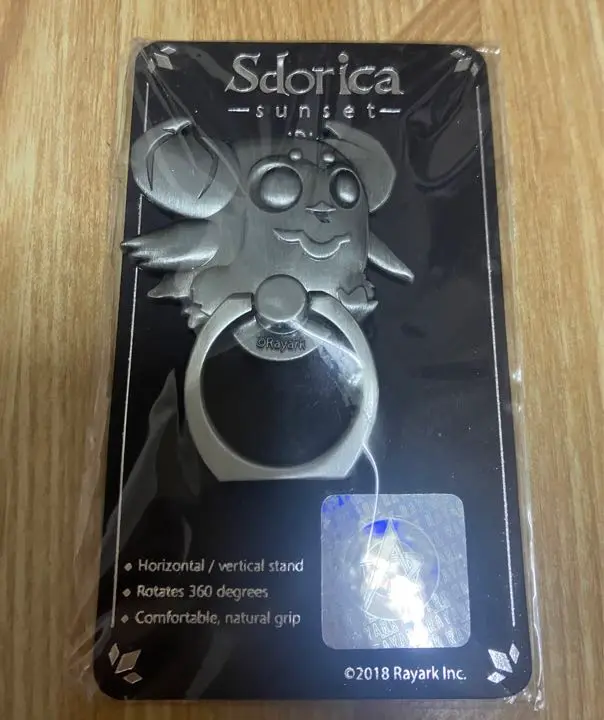 Sdorica
sunset
©Rayark
• Horizontal / vertical stand
• Rotates 360 degrees
• Comfortable, natural grip
©2018 Rayark Inc.